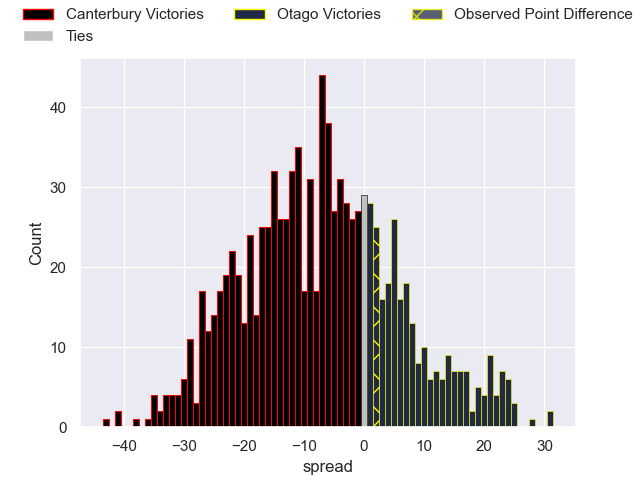 Canterbury Victories
Otago Victories
Observed Point Difference
Ties
Count
40
30
20
10
0
−40
−30
−20
−10
0
10
20
30
spread